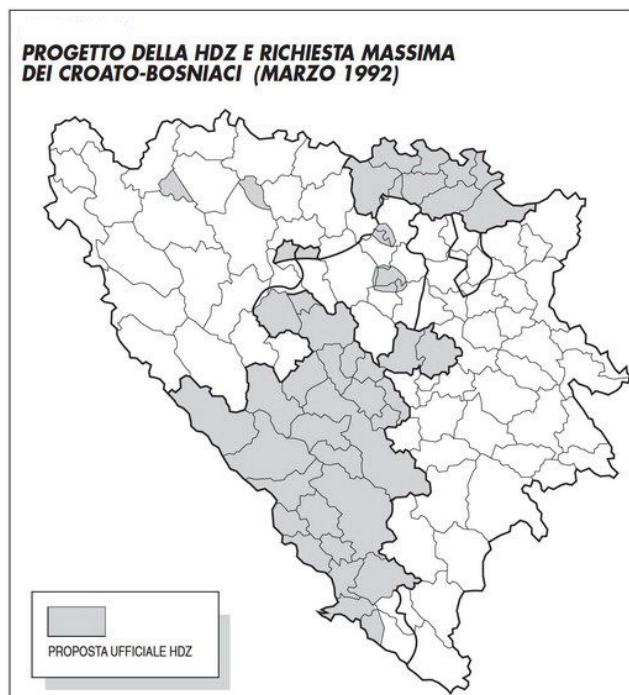 PROGETTO DELLA HDZ E RICHIESTA MASSIMA
DEI CROATO-BOSNIACI (MARZO 1992)
PROPOSTA UFFICIALE HDZ